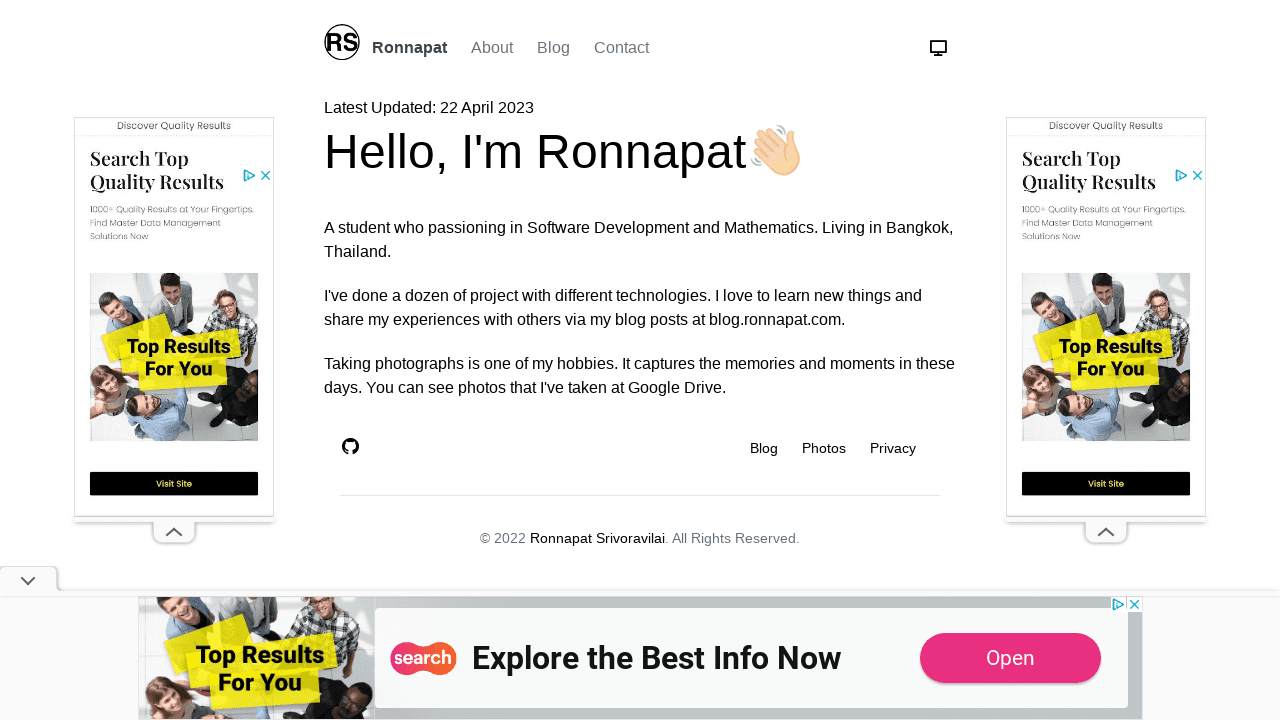 RS
Ronnapat About Blog Contact
Latest Updated: 22 April 2023
Hello, I'm Ronnapat
A student who passioning in Software Development and Mathematics. Living in Bangkok,
Thailand.
I've done a dozen of project with different technologies. I love to learn new things and
share my experiences with others via my blog posts at blog.ronnapat.com.
Taking photographs is one of my hobbies. It captures the memories and moments in these
days. You can see photos that I've taken at Google Drive.
Blog Photos Privacy
© 2022 Ronnapat Srivoravilai. All Rights Reserved.
Discover Quality Results
Search Top
Quality Results
1000+ Quality Results at Your Fingertips.
Find Master Data Management
Solutions Now
Top Results
For You
Visit Site
Discover Quality Results
Search Top
Quality Results
1000+ Quality Results at Your Fingertips.
Find Master Data Management
Solutions Now
Top Results
For You
Visit Site
Top Results
For You
search
Explore the Best Info Now
Open